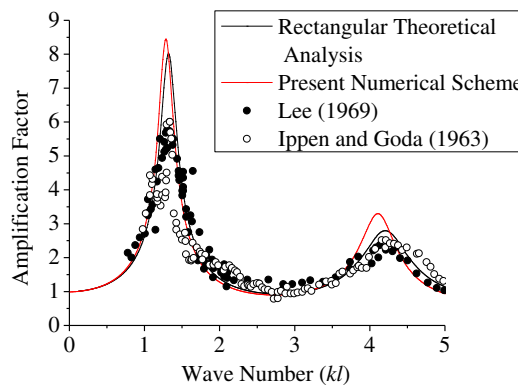 Rectangular Theoretical
Analysis
Present Numerical Scheme
Lee (1969)
Ippen and Goda (1963)
Amplification Factor
9
8
7
6
5
4
3
2
1
0
0 1 2 3 4 5
Wave Number (kl)